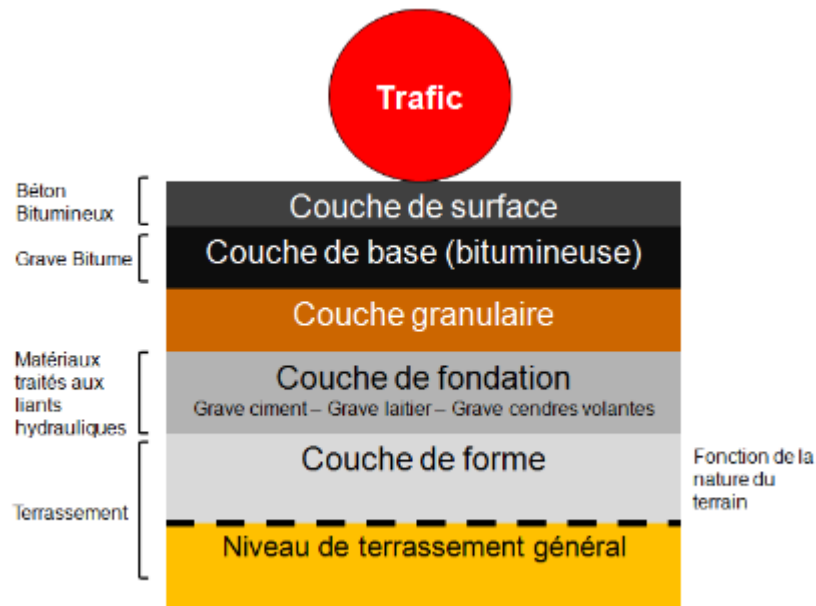 Trafic
Béton
Bitumineux
Couche de surface
Grave Bitume
Couche de base (bitumineuse)
Couche granulaire
Matériaux
traités aux
liants
hydrauliques
Couche de fondation
Grave ciment – Grave laitier – Grave cendres volantes
Couche de forme
Fonction de la
nature du
terrain
Terrassement
Niveau de terrassement général